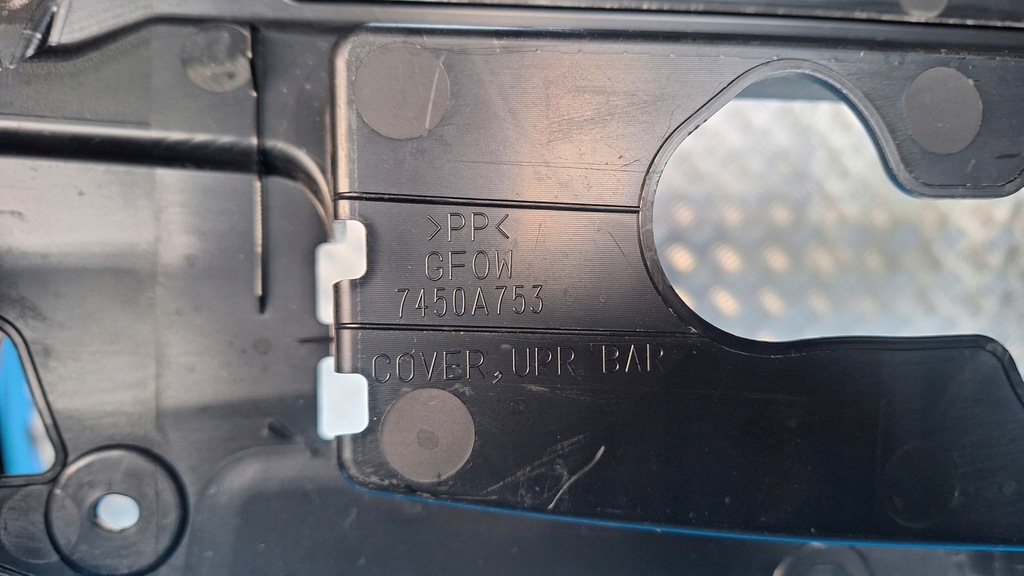 >PP<
GF0W
7450A753
COVER, UPR BAR